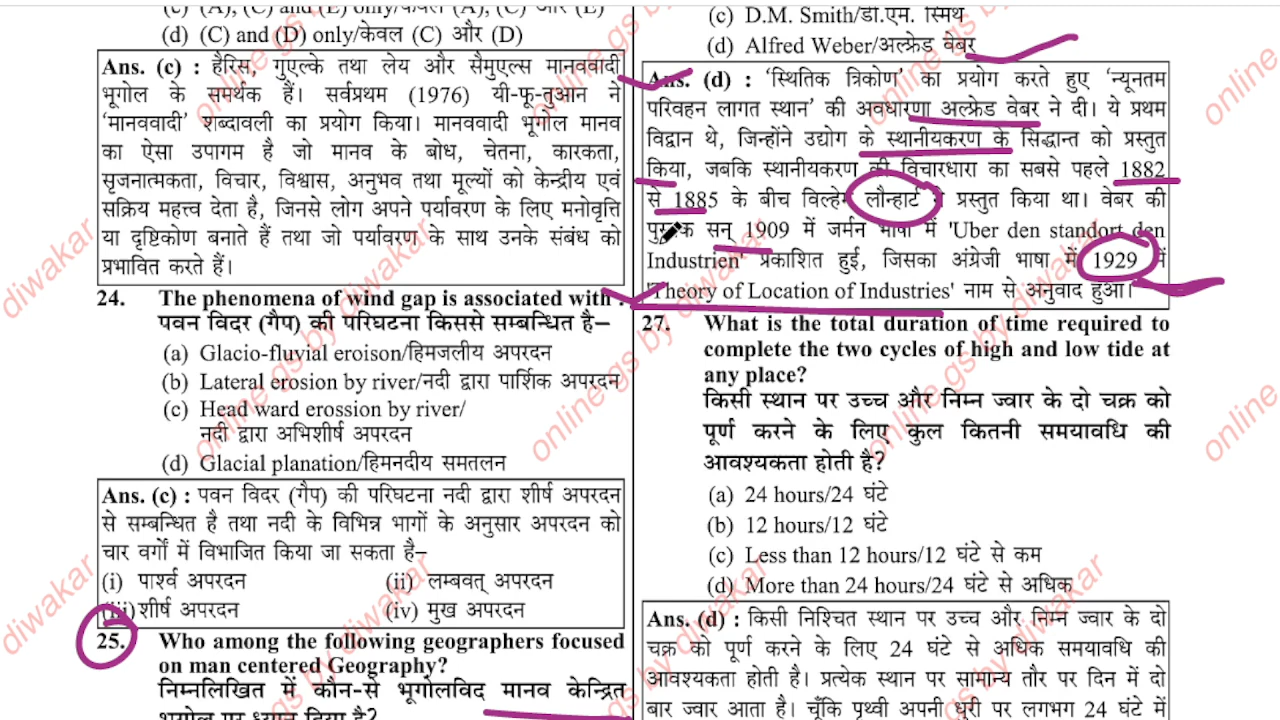 (c) (A), (C) and (E) only/केवल (A), (C) और (E)
(d) (C) and (D) only/केवल (C) और (D)
Ans. (c) : हैरिस, गुएल्के तथा लेय और सैमुएल्स मानववादी
भूगोल के समर्थक हैं। सर्वप्रथम (1976) यी-फू-तुआन ने
‘मानववादी’ शब्दावली का प्रयोग किया। मानववादी भूगोल मानव
का ऐसा उपागम है जो मानव के बोध, चेतना, कारकता,
सृजनात्मकता, विचार, विश्वास, अनुभव तथा मूल्यों को केन्द्रीय एवं
सक्रिय महत्त्व देता है, जिनसे लोग अपने पर्यावरण के लिए मनोवृत्ति
या दृष्टिकोण बनाते हैं तथा जो पर्यावरण के साथ उनके संबंध को
प्रभावित करते हैं।
24. The phenomena of wind gap is associated with
पवन विदर (गैप) की परिघटना किससे सम्बन्धित है–
(a) Glacio-fluvial eroison/हिमजलीय अपरदन
(b) Lateral erosion by river/नदी द्वारा पार्शिक अपरदन
(c) Head ward erossion by river/
नदी द्वारा अभिशीर्ष अपरदन
(d) Glacial planation/हिमनदीय समतलन
Ans. (c) : पवन विदर (गैप) की परिघटना नदी द्वारा शीर्ष अपरदन
से सम्बन्धित है तथा नदी के विभिन्न भागों के अनुसार अपरदन को
चार वर्गों में विभाजित किया जा सकता है–
(i) पार्श्व अपरदन (ii) लम्बवत् अपरदन
(iii) शीर्ष अपरदन (iv) मुख अपरदन
25. Who among the following geographers focused
on man centered Geography?
निम्नलिखित में कौन-से भूगोलविद मानव केन्द्रित
भूगोल पर ध्यान दिया है?
(c) D.M. Smith/डी.एम. स्मिथ
(d) Alfred Weber/अल्फ्रेड वेबर
Ans. (d) : ‘स्थितिक त्रिकोण’ का प्रयोग करते हुए ‘न्यूनतम
परिवहन लागत स्थान’ की अवधारणा अल्फ्रेड वेबर ने दी। ये प्रथम
विद्वान थे, जिन्होंने उद्योग के स्थानीयकरण के सिद्धान्त को प्रस्तुत
किया, जबकि स्थानीयकरण की विचारधारा का सबसे पहले 1882
से 1885 के बीच लौन्हार्ट ने प्रस्तुत किया था। वेबर की
पुस्तक सन् 1909 में जर्मन भाषा में 'Uber den standort den
Industrien' प्रकाशित हुई, जिसका अंग्रेजी भाषा में 1929 में
'Theory of Location of Industries' नाम से अनुवाद हुआ।
27. What is the total duration of time required to
complete the two cycles of high and low tide at
any place?
किसी स्थान पर उच्च और निम्न ज्वार के दो चक्र को
पूर्ण करने के लिए कुल कितनी समयावधि की
आवश्यकता होती है?
(a) 24 hours/24 घंटे
(b) 12 hours/12 घंटे
(c) Less than 12 hours/12 घंटे से कम
(d) More than 24 hours/24 घंटे से अधिक
Ans. (d) : किसी निश्चित स्थान पर उच्च और निम्न ज्वार के दो
चक्र को पूर्ण करने के लिए 24 घंटे से अधिक समयावधि की
आवश्यकता होती है। प्रत्येक स्थान पर सामान्य तौर पर दिन में दो
बार ज्वार आता है। चूँकि पृथ्वी अपनी धुरी पर लगभग 24 घंटे में